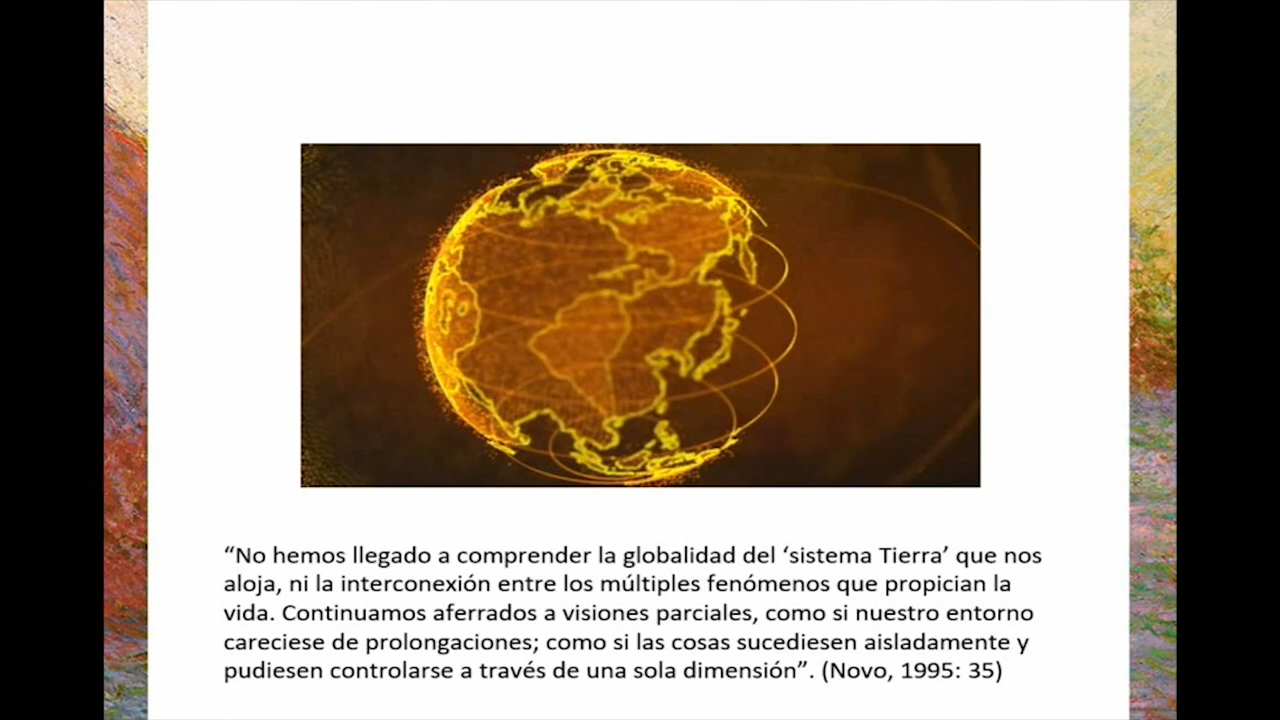 “No hemos llegado a comprender la globalidad del ‘sistema Tierra’ que nos
aloja, ni la interconexión entre los múltiples fenómenos que propician la
vida. Continuamos aferrados a visiones parciales, como si nuestro entorno
careciese de prolongaciones; como si las cosas sucediesen aisladamente y
pudiesen controlarse a través de una sola dimensión”. (Novo, 1995: 35)